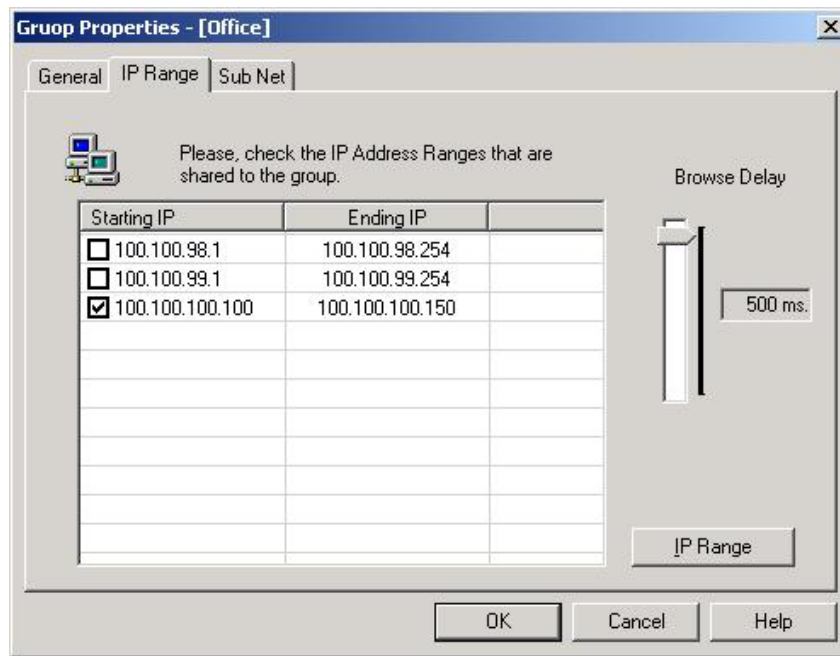 Gruop Properties - [Office]
General IP Range Sub Net
Please, check the IP Address Ranges that are
shared to the group.
Browse Delay
Starting IP Ending IP
100.100.98.1 100.100.98.254
100.100.99.1 100.100.99.254
100.100.100.100 100.100.100.150
500 ms.
IP Range
OK Cancel Help